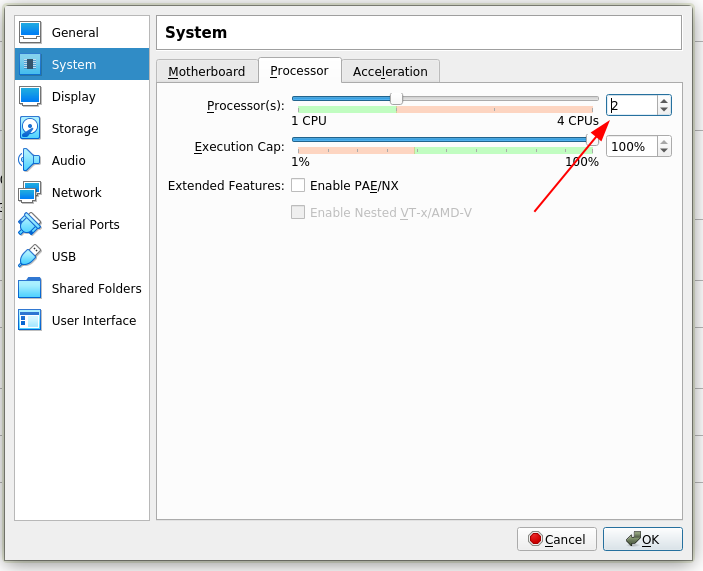 General
System
Display
Storage
Audio
Network
Serial Ports
USB
Shared Folders
User Interface
System
Motherboard
Processor
Acceleration
Processor(s):
2
1 CPU
4 CPUs
Execution Cap:
100%
1%
100%
Extended Features:
Enable PAE/NX
Enable Nested VT-x/AMD-V
Cancel
OK